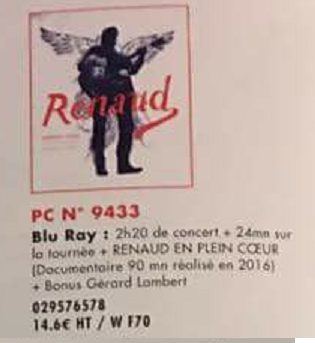 Renaud
PC N° 9433
Blu Ray : 2h20 de concert + 24mn sur
la tournée + RENAUD EN PLEIN CŒUR
(Documentaire 90 mn réalisé en 2016)
+ Bonus Gérard Lambert
029576578
14.6€ HT / W F70